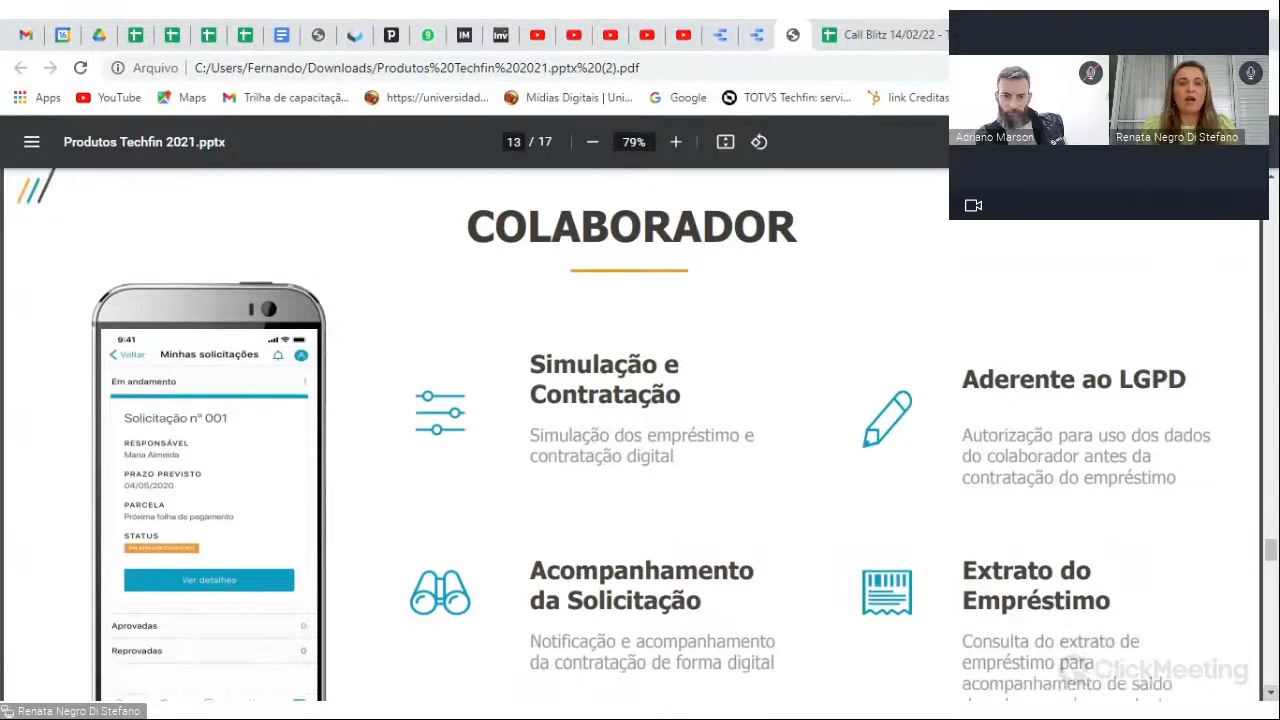 Call Blitz 14/02/22 - T
Arquivo C:/Users/Fernando/Downloads/Produtos%20Techfin%202021.pptx%20(2).pdf
Apps YouTube Maps Trilha de capacitaçã... https://universidad... Mídias Digitais | Uni... Google TOTVS Techfin: servi... link Creditas
Produtos Techfin 2021.pptx 13 / 17 79%
Adriano Marson Renata Negro Di Stefano
COLABORADOR
9:41
Voltar Minhas solicitações
Em andamento 1
Solicitação nº 001
RESPONSÁVEL
Maria Almeida
PRAZO PREVISTO
04/05/2020
PARCELA
Próxima folha de pagamento
STATUS
Ver detalhes
Aprovadas 0
Reprovadas 0
Simulação e
Contratação
Simulação dos empréstimo e
contratação digital
Aderente ao LGPD
Autorização para uso dos dados
do colaborador antes da
contratação do empréstimo
Acompanhamento
da Solicitação
Notificação e acompanhamento
da contratação de forma digital
Extrato do
Empréstimo
Consulta do extrato de
empréstimo para
acompanhamento de saldo
ClickMeeting
Renata Negro Di Stefano